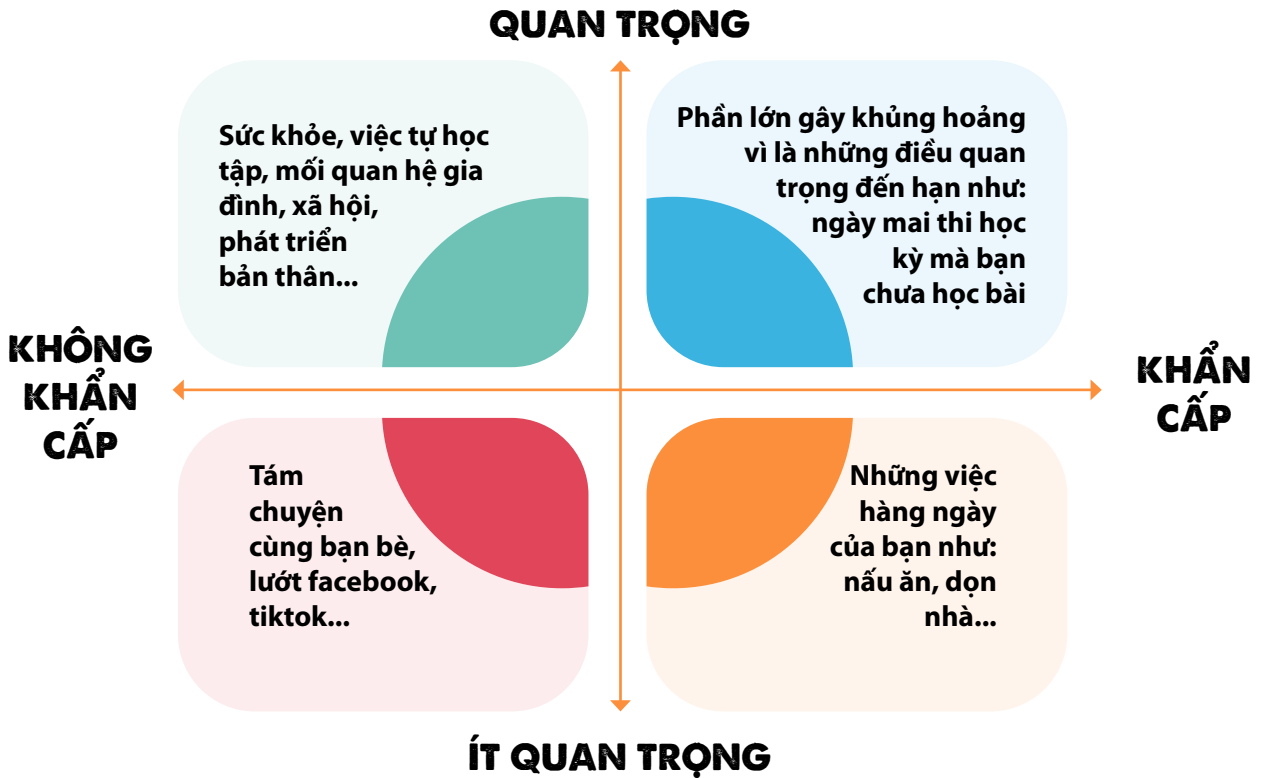 QUAN TRỌNG
Sức khỏe, việc tự học
tập, mối quan hệ gia
đình, xã hội,
phát triển
bản thân...
Phần lớn gây khủng hoảng
vì là những điều quan
trọng đến hạn như:
ngày mai thi học
kỳ mà bạn
chưa học bài
KHÔNG
KHẨN
CẤP
KHẨN
CẤP
Tám
chuyện
cùng bạn bè,
lướt facebook,
tiktok...
Những việc
hàng ngày
của bạn như:
nấu ăn, dọn
nhà...
ÍT QUAN TRỌNG